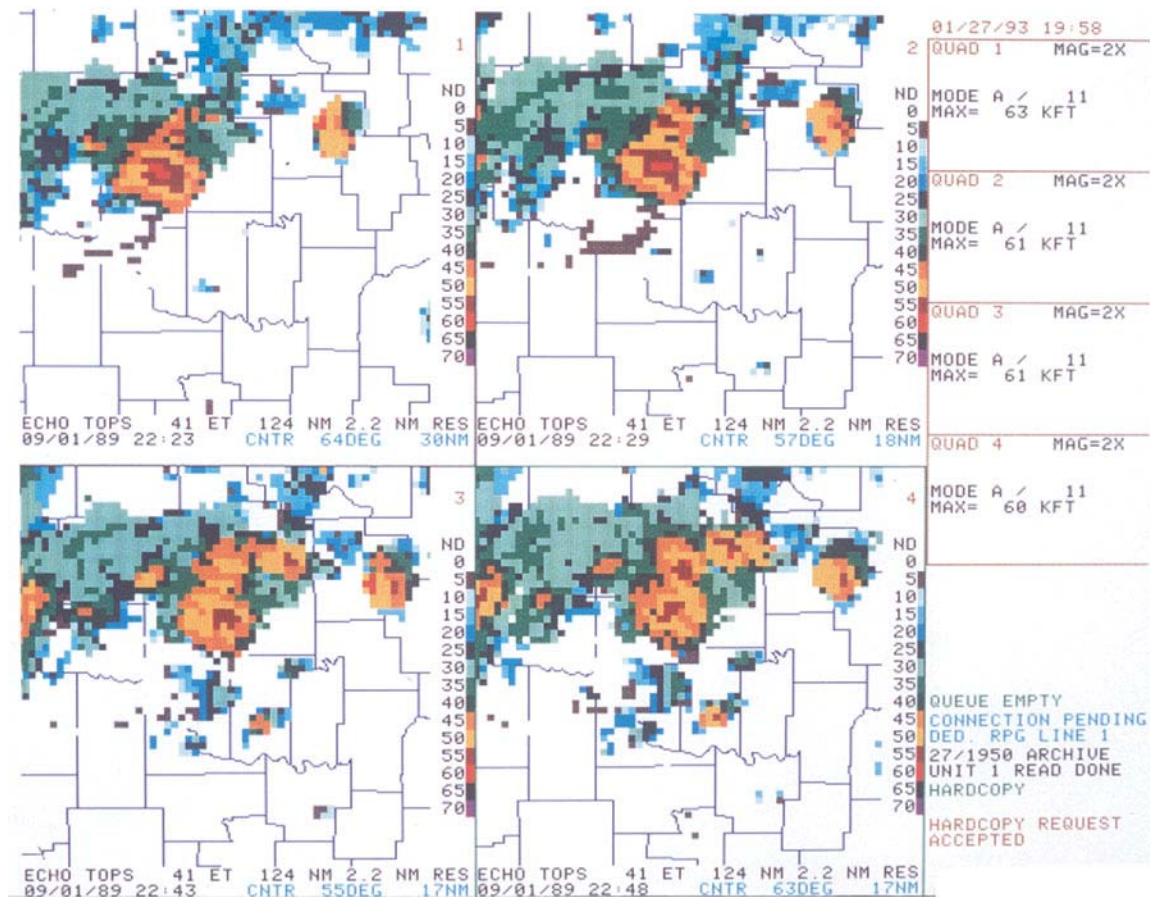 1
ND
0
5
10
15
20
25
30
35
40
45
50
55
60
65
70
ECHO TOPS 41 ET 124 NM 2.2 NM RES
09/01/89 22:23 CNTR 64DEG 30NM
2
ND
0
5
10
15
20
25
30
35
40
45
50
55
60
65
70
ECHO TOPS 41 ET 124 NM 2.2 NM RES
09/01/89 22:29 CNTR 57DEG 18NM
3
ND
0
5
10
15
20
25
30
35
40
45
50
55
60
65
70
ECHO TOPS 41 ET 124 NM 2.2 NM RES
09/01/89 22:43 CNTR 55DEG 17NM
4
ND
0
5
10
15
20
25
30
35
40
45
50
55
60
65
70
ECHO TOPS 41 ET 124 NM 2.2 NM RES
09/01/89 22:48 CNTR 63DEG 17NM
01/27/93 19:58
QUAD 1 MAG=2X
MODE A / 11
MAX= 63 KFT
QUAD 2 MAG=2X
MODE A / 11
MAX= 61 KFT
QUAD 3 MAG=2X
MODE A / 11
MAX= 61 KFT
QUAD 4 MAG=2X
MODE A / 11
MAX= 60 KFT
QUEUE EMPTY
CONNECTION PENDING
DED. RPG LINE 1
27/1950 ARCHIVE
UNIT 1 READ DONE
HARDCOPY
HARDCOPY REQUEST
ACCEPTED